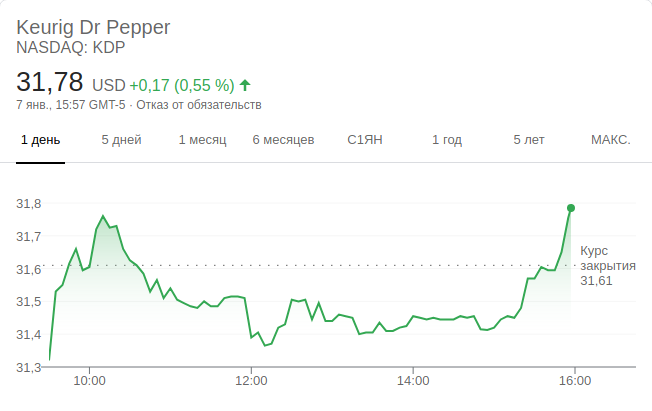 Keurig Dr Pepper
NASDAQ: KDP
31,78 USD +0,17 (0,55 %)
7 янв., 15:57 GMT-5 · Отказ от обязательств
1 день 5 дней 1 месяц 6 месяцев С1ЯН 1 год 5 лет МАКС.
31,8
31,7
31,6
31,5
31,4
31,3
Курс
закрытия
31,61
10:00 12:00 14:00 16:00